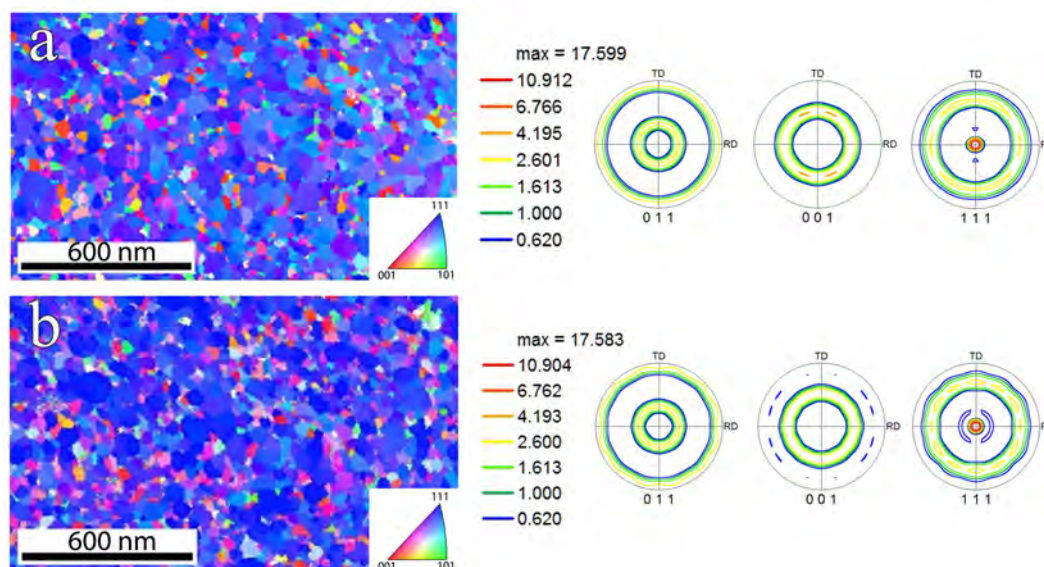 a
600 nm
111
001
101
max = 17.599
10.912
6.766
4.195
2.601
1.613
1.000
0.620
TD
RD
0 1 1
TD
RD
0 0 1
TD
1 1 1
b
600 nm
111
001
101
max = 17.583
10.904
6.762
4.193
2.600
1.613
1.000
0.620
TD
RD
0 1 1
TD
RD
0 0 1
TD
1 1 1